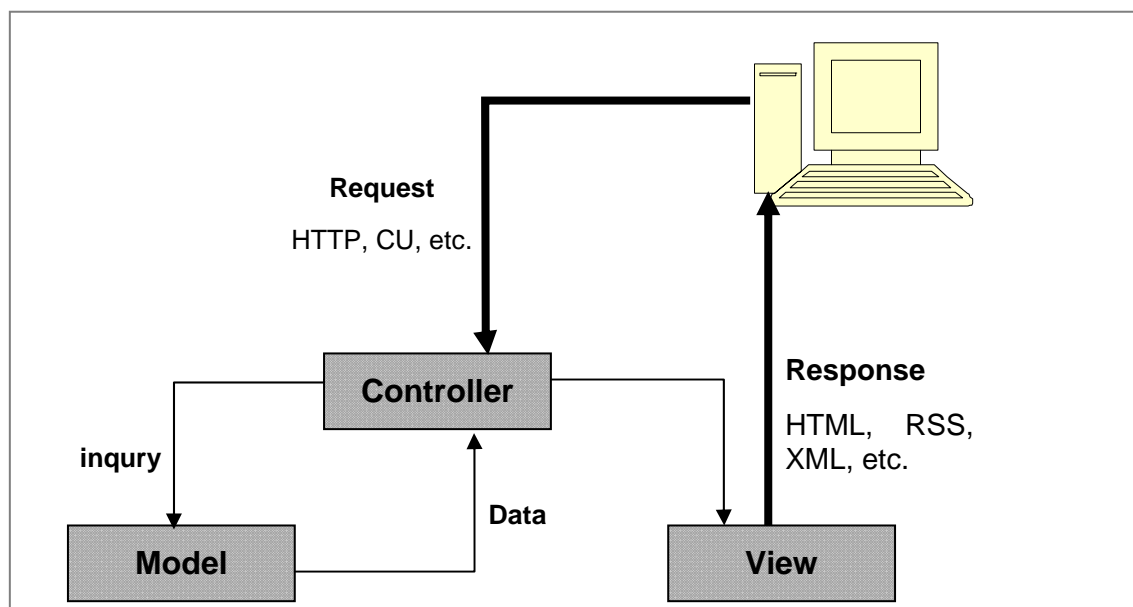 Request
HTTP, CU, etc.
Controller
Response
HTML, RSS,
XML, etc.
inqury
Data
Model
View